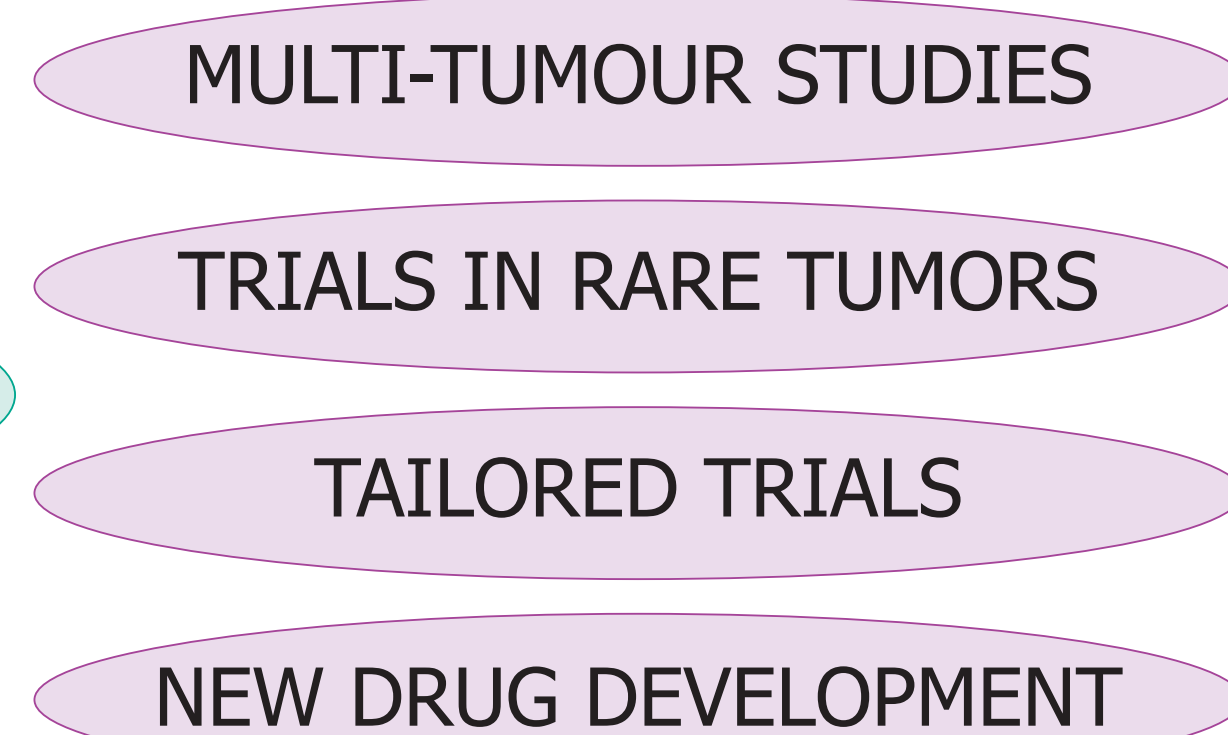 MULTI-TUMOUR STUDIES
TRIALS IN RARE TUMORS
TAILORED TRIALS
NEW DRUG DEVELOPMENT